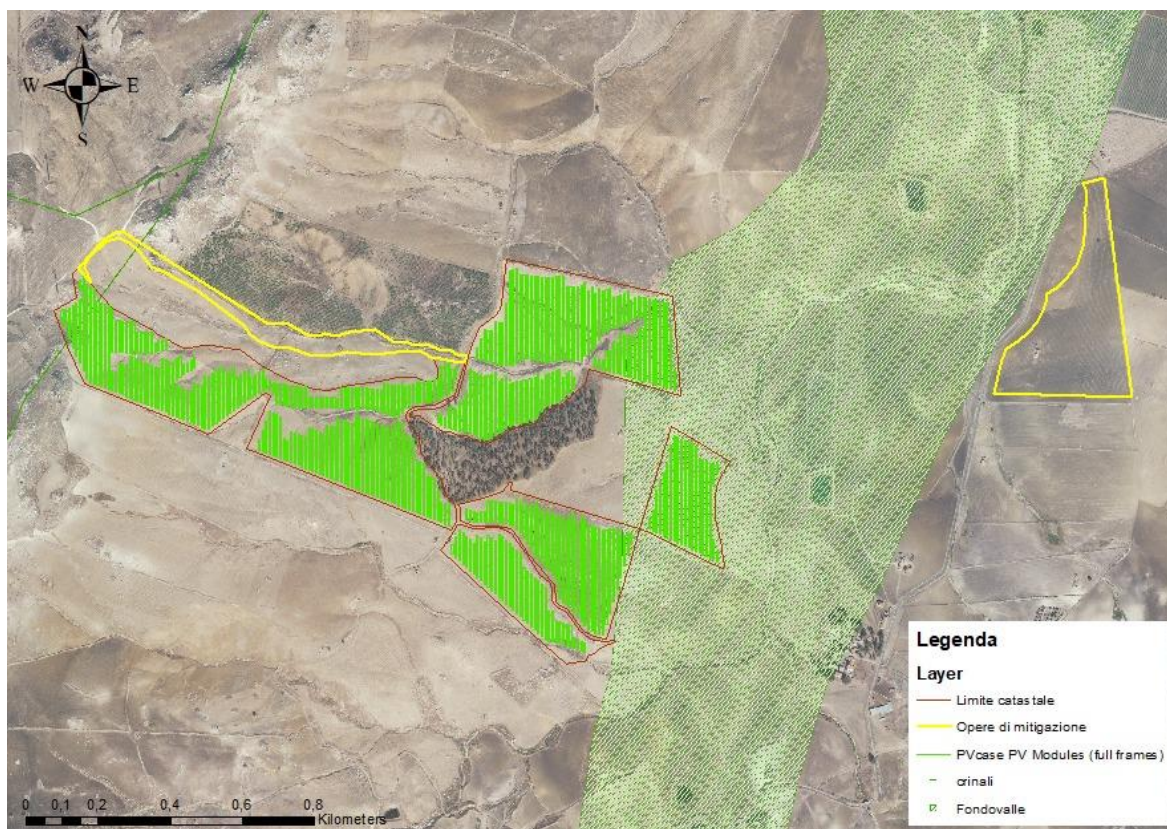 N
W E
S
Legenda
Layer
Limite catastale
Opere di mitigazione
PVcase PV Modules (full frames)
crinali
Fondovalle
0 0,1 0,2 0,4 0,6 0,8
Kilometers